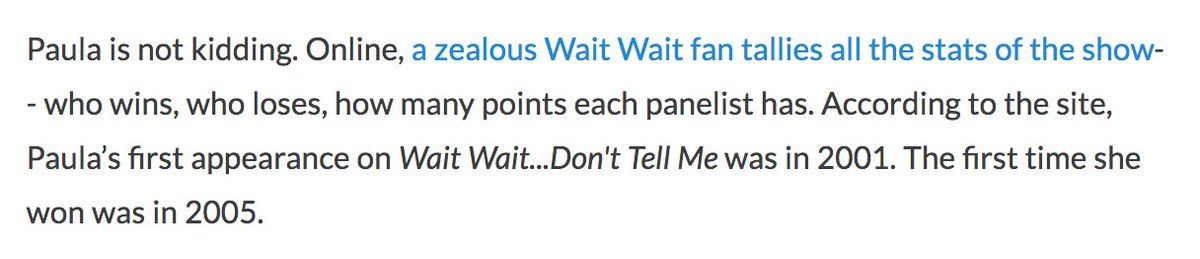 Paula is not kidding. Online, a zealous Wait Wait fan tallies all the stats of the show-
- who wins, who loses, how many points each panelist has. According to the site,
Paula’s first appearance on Wait Wait...Don't Tell Me was in 2001. The first time she
won was in 2005.